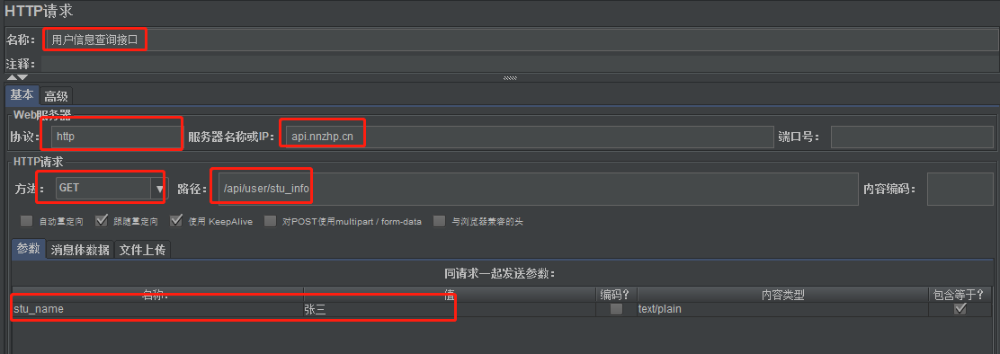 HTTP请求
名称： 用户信息查询接口
注释：
基本 高级
Web服务器
协议： http 服务器名称或IP： api.nnzhp.cn 端口号：
HTTP请求
方法： GET 路径： /api/user/stu_info 内容编码：
自动重定向 跟随重定向 使用 KeepAlive 对POST使用multipart / form-data 与浏览器兼容的头
参数 消息体数据 文件上传
同请求一起发送参数：
名称： 值 编码? 内容类型 包含等于?
stu_name 张三 text/plain